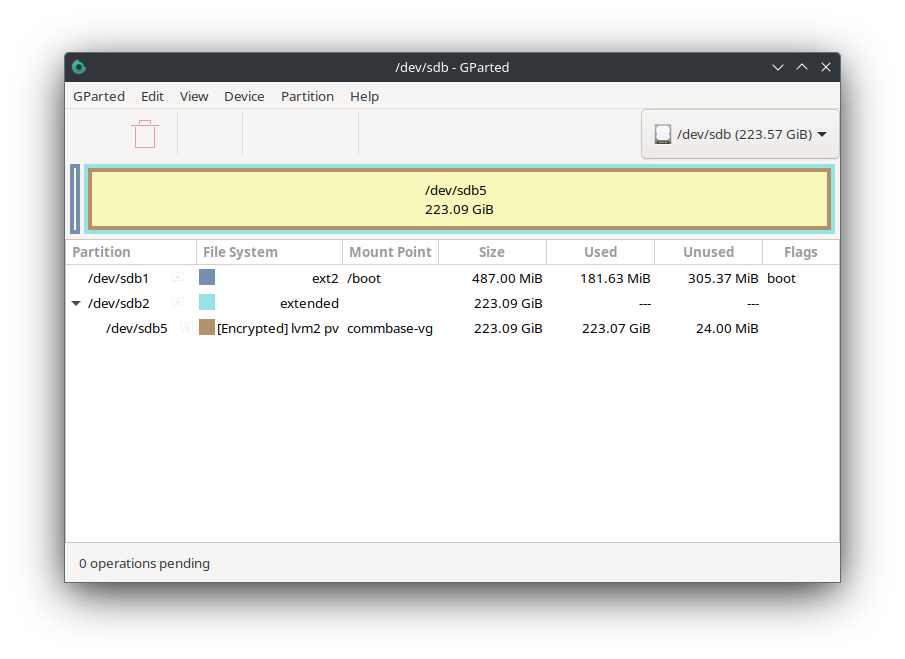 /dev/sdb - GParted
GParted Edit View Device Partition Help
/dev/sdb (223.57 GiB)
/dev/sdb5
223.09 GiB
Partition File System Mount Point Size Used Unused Flags
/dev/sdb1 ext2 /boot 487.00 MiB 181.63 MiB 305.37 MiB boot
/dev/sdb2 extended 223.09 GiB --- ---
/dev/sdb5 [Encrypted] lvm2 pv commbase-vg 223.09 GiB 223.07 GiB 24.00 MiB
0 operations pending